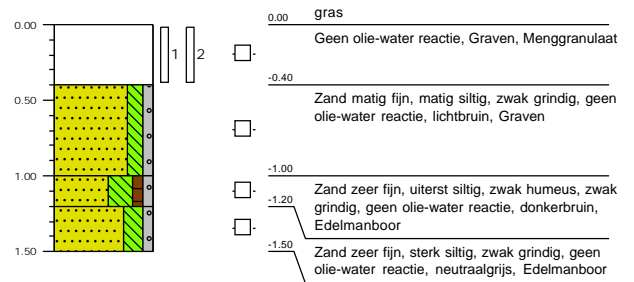 0.00
0.50
1.00
1.50
1
2
0.00
gras
Geen olie-water reactie, Graven, Menggranulaat
-0.40
Zand matig fijn, matig siltig, zwak grindig, geen
olie-water reactie, lichtbruin, Graven
-1.00
Zand zeer fijn, uiterst siltig, zwak humeus, zwak
grindig, geen olie-water reactie, donkerbruin,
Edelmanboor
-1.20
Zand zeer fijn, sterk siltig, zwak grindig, geen
olie-water reactie, neutraalgrijs, Edelmanboor
-1.50